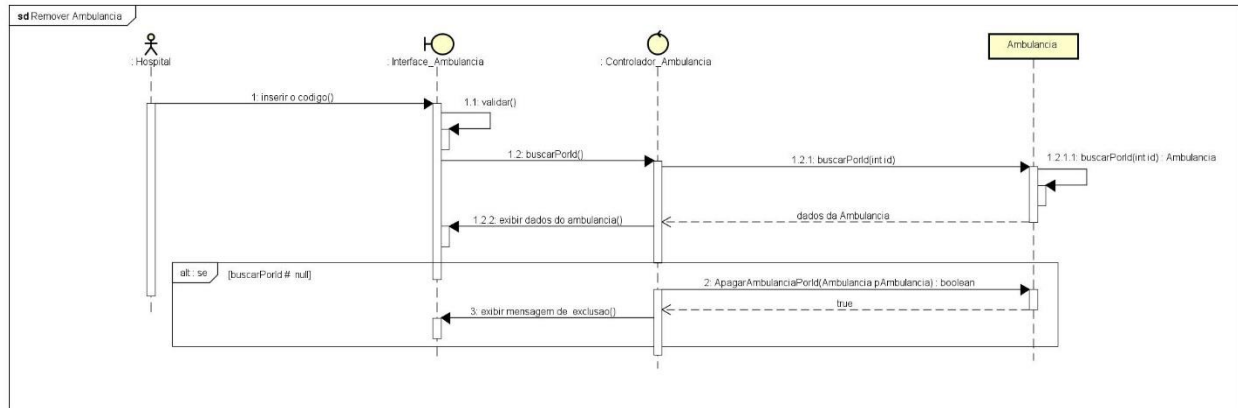 sd Remover Ambulancia
: Hospital
: Interface_Ambulancia
: Controlador_Ambulancia
Ambulancia
1: inserir o codigo()
1.1: validar()
1.2: buscarPorId()
1.2.1: buscarPorId(int id)
1.2.1.1: buscarPorId(int id) : Ambulancia
dados da Ambulancia
1.2.2: exibir dados do ambulancia()
alt : se
[buscarPorId # null]
2: ApagarAmbulanciaPorId(Ambulancia pAmbulancia) : boolean
true
3: exibir mensagem de exclusao()